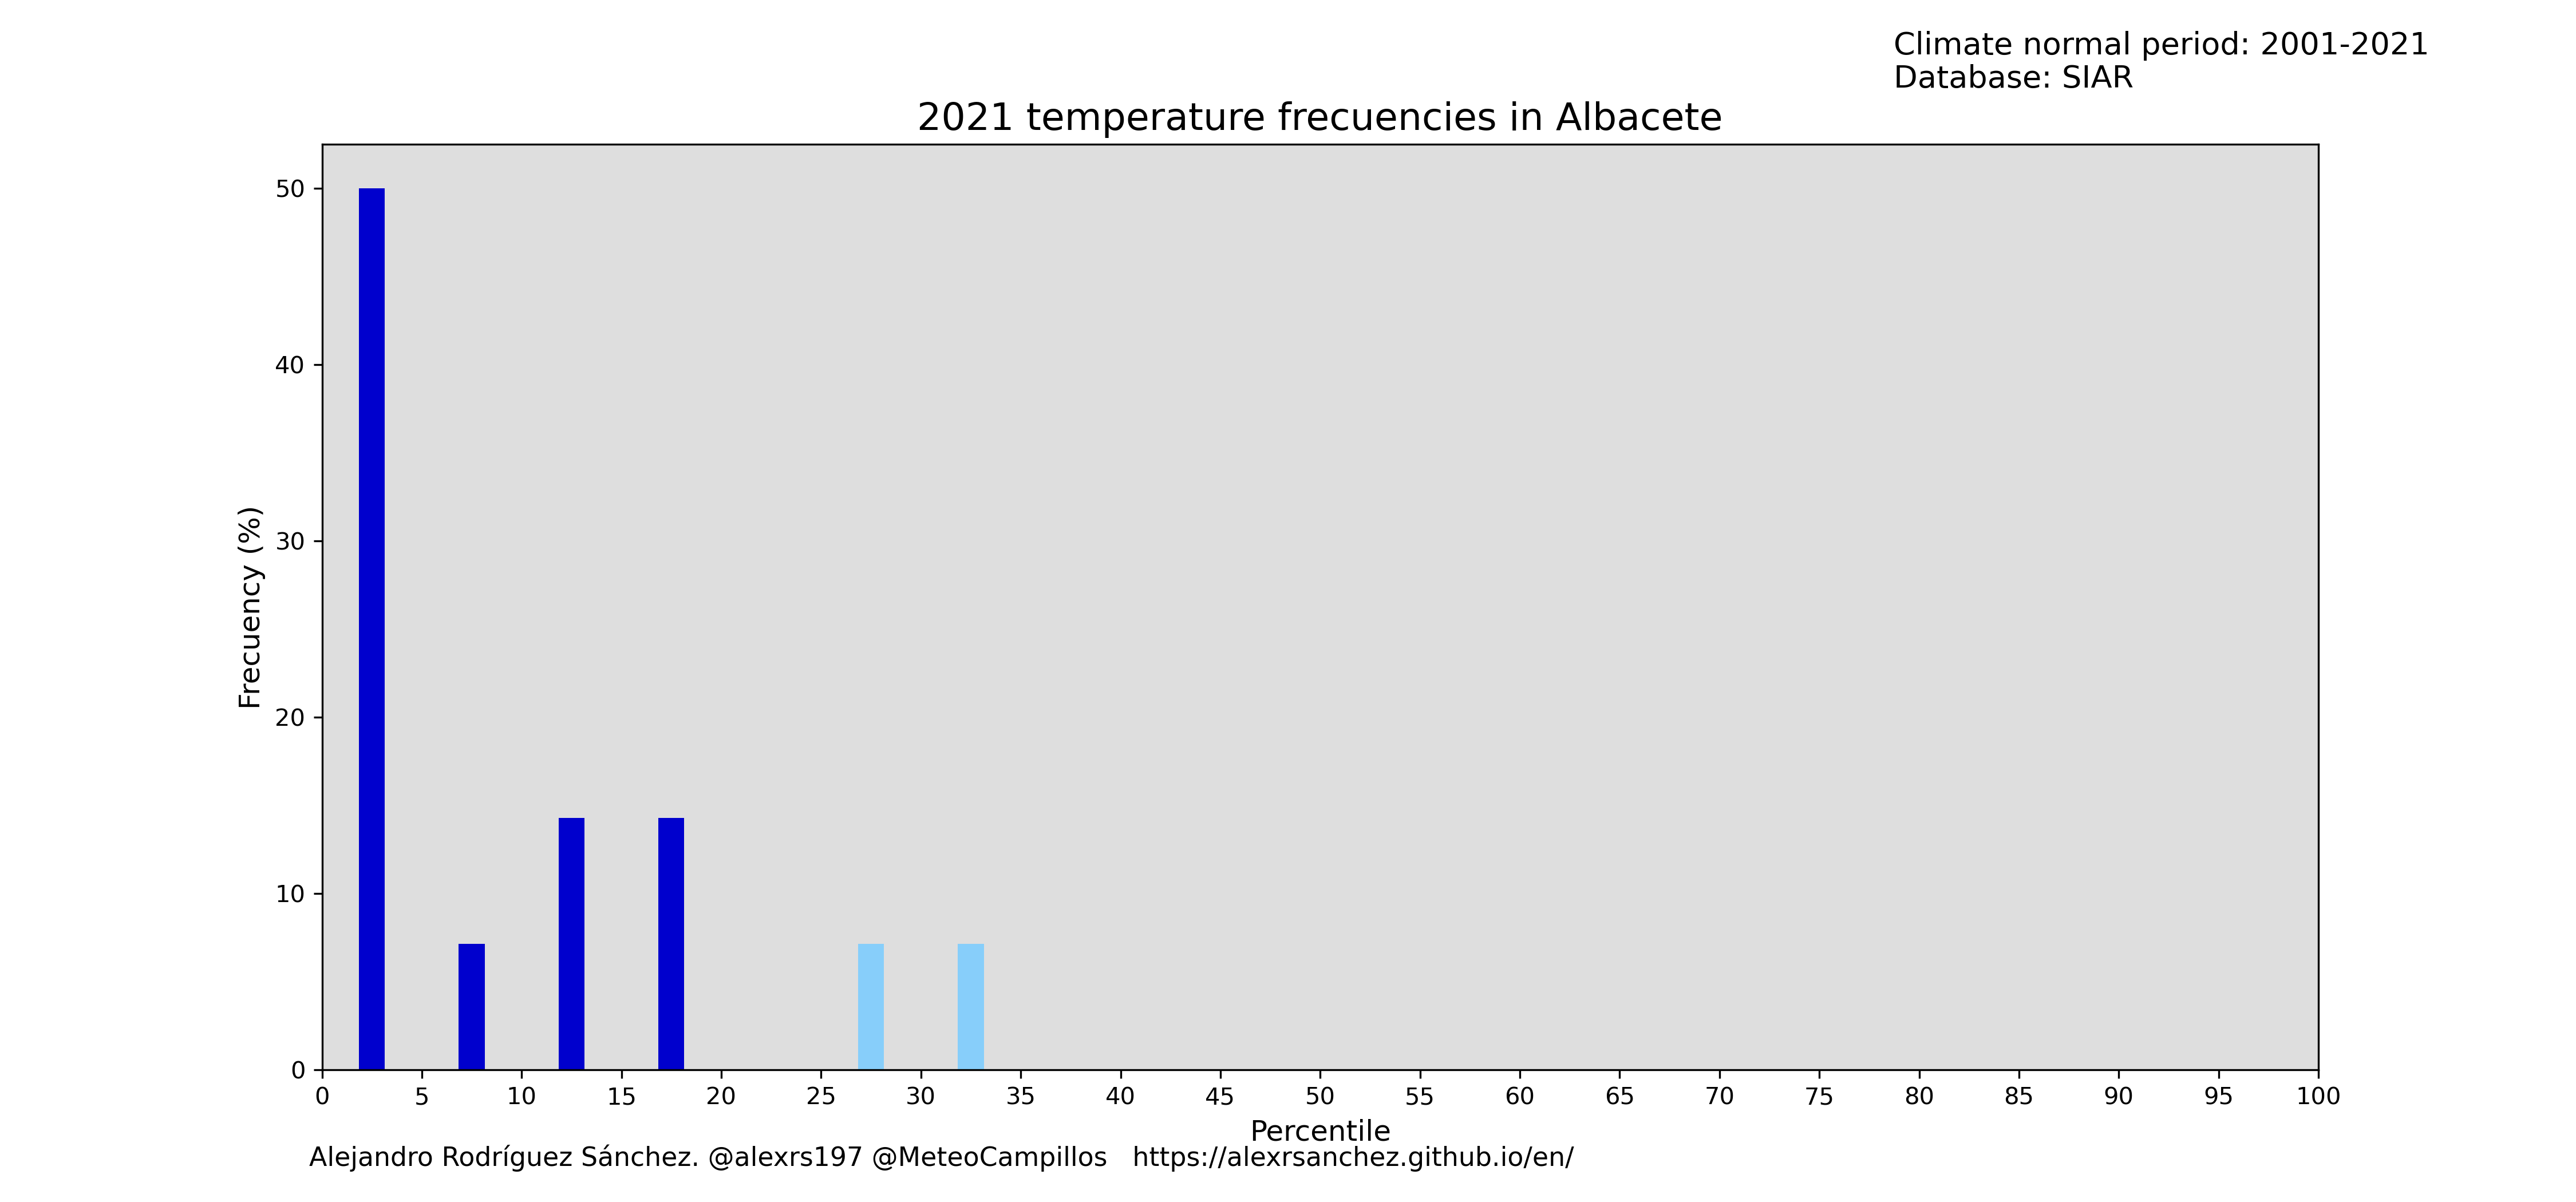 Climate normal period: 2001-2021
Database: SIAR
2021 temperature frecuencies in Albacete
50
40
30
20
10
0
Frecuency (%)
0 5 10 15 20 25 30 35 40 45 50 55 60 65 70 75 80 85 90 95 100
Percentile
Alejandro Rodríguez Sánchez. @alexrs197 @MeteoCampillos https://alexrsanchez.github.io/en/